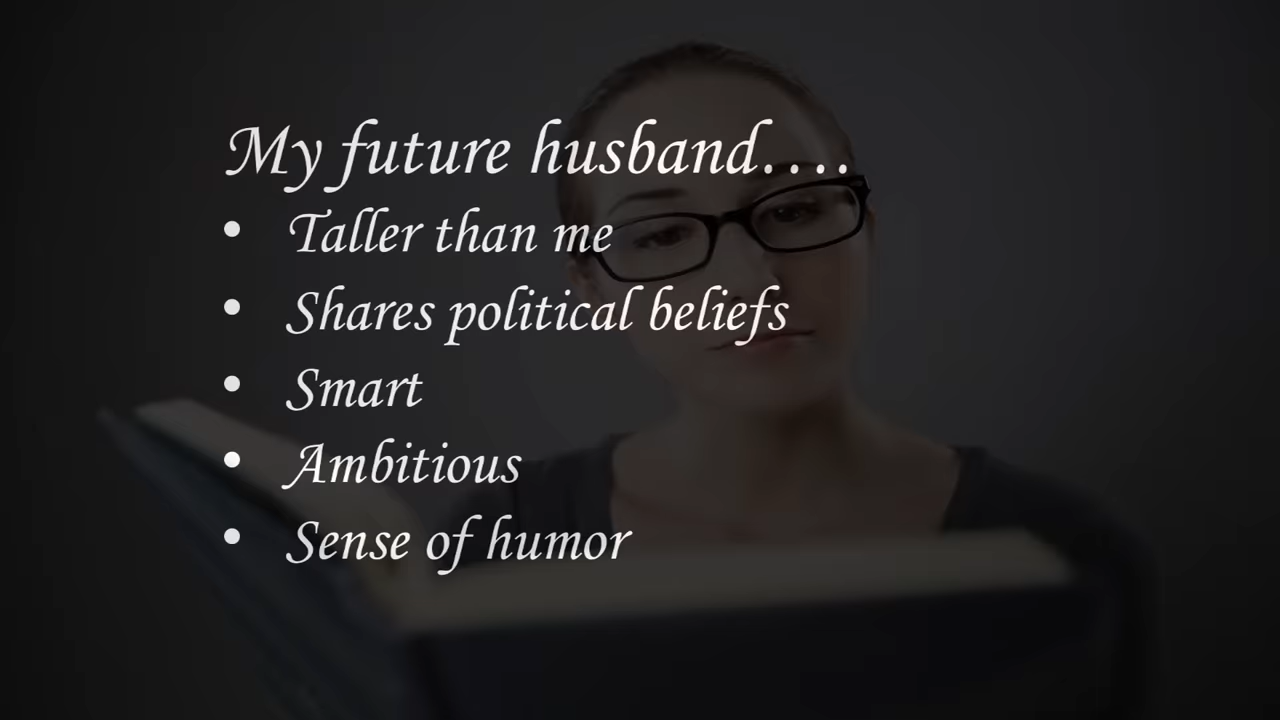 My future husband….
• Taller than me
• Shares political beliefs
• Smart
• Ambitious
• Sense of humor